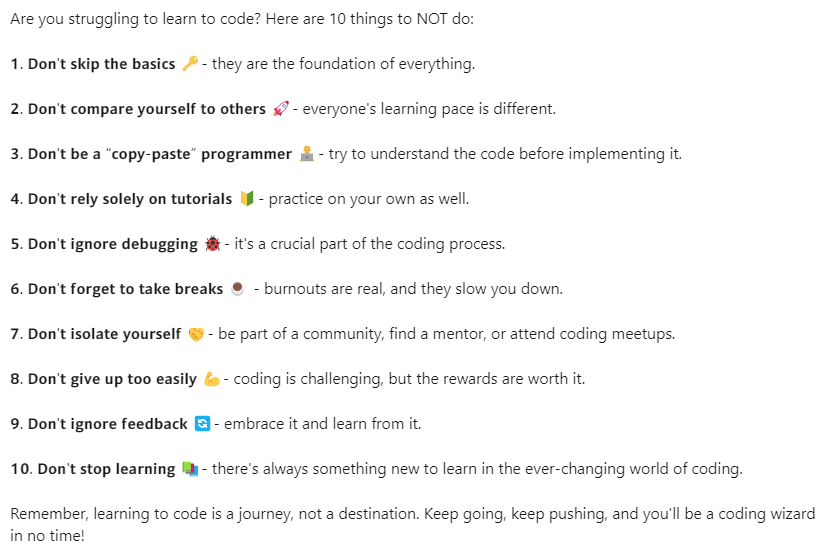 Are you struggling to learn to code? Here are 10 things to NOT do:
1. Don't skip the basics 🔑 - they are the foundation of everything.
2. Don't compare yourself to others 🚀 - everyone's learning pace is different.
3. Don't be a “copy-paste” programmer 🧑‍💻 - try to understand the code before implementing it.
4. Don't rely solely on tutorials 🔰 - practice on your own as well.
5. Don't ignore debugging 🐞 - it's a crucial part of the coding process.
6. Don't forget to take breaks ☕ - burnouts are real, and they slow you down.
7. Don't isolate yourself 🤝 - be part of a community, find a mentor, or attend coding meetups.
8. Don't give up too easily 💪 - coding is challenging, but the rewards are worth it.
9. Don't ignore feedback 🔄 - embrace it and learn from it.
10. Don't stop learning 📚 - there's always something new to learn in the ever-changing world of coding.
Remember, learning to code is a journey, not a destination. Keep going, keep pushing, and you'll be a coding wizard
in no time!